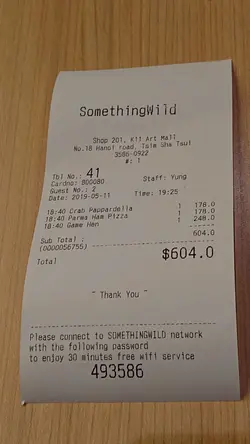 SomethingWild
Shop 201, K11 Art Mall
No.18 Hanoi road, Tsim Sha Tsui
3586-0922
#: 1
Tbl No.: 41
Staff: Yung
Cardno: 800080
Guest No.: 2
Date: 2019-05-11 Time: 19:25
18:40 Crab Pappardella 1 178.0
18:40 Parma Ham Pizza 1 178.0
18:40 Game Hen 1 248.0
------
Sub Total : 604.0
(0000056755)
Total $604.0
~ Thank You ~
Please connect to SOMETHINGWILD network
with the following password
to enjoy 30 minutes free wifi service
493586